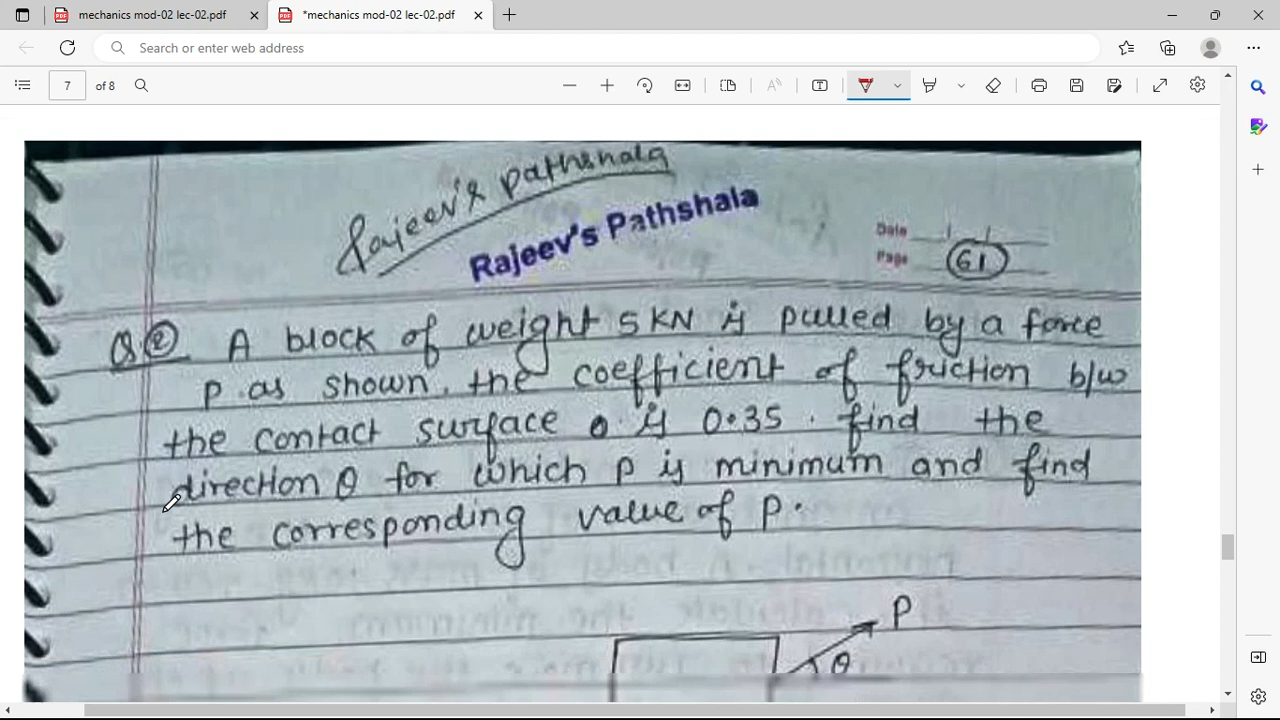 mechanics mod-02 lec-02.pdf
*mechanics mod-02 lec-02.pdf
Search or enter web address
7 of 8
Rajeev's pathshala
Rajeev's Pathshala
Date
Page 61
Q② A block of weight 5 KN is pulled by a force
P as shown. the coefficient of friction b/w
the contact surface is 0.35. find the
direction θ for which P is minimum and find
the corresponding value of P.
P
θ